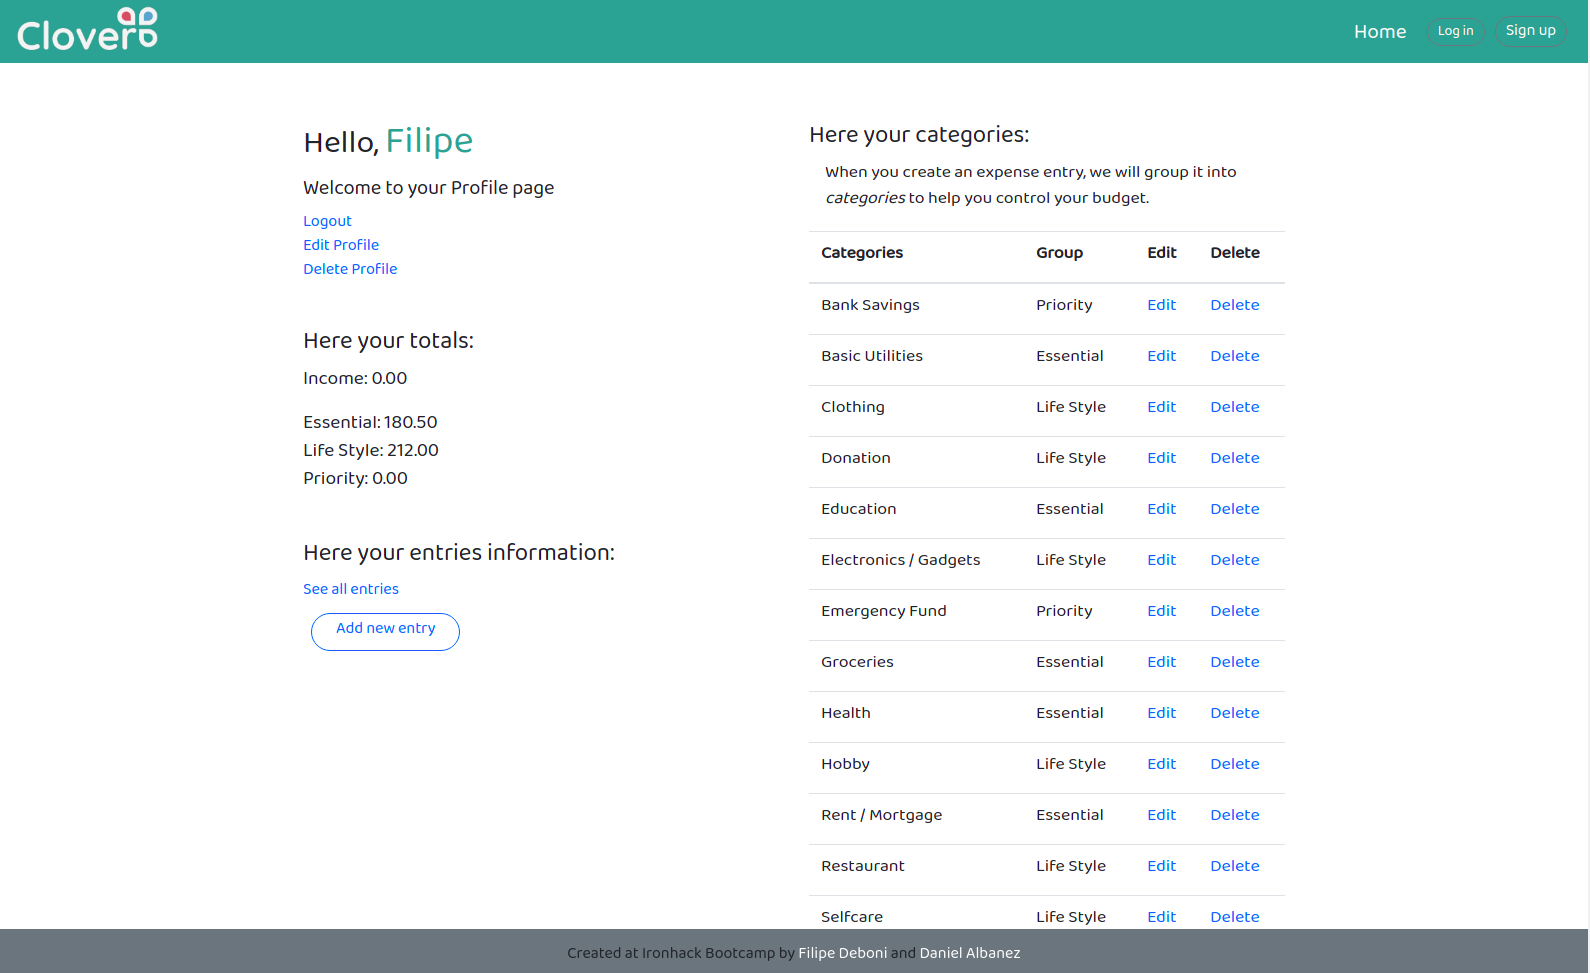 Clover
Home Log in Sign up
Hello, Filipe
Welcome to your Profile page
Logout
Edit Profile
Delete Profile
Here your totals:
Income: 0.00
Essential: 180.50
Life Style: 212.00
Priority: 0.00
Here your entries information:
See all entries
Add new entry
Here your categories:
When you create an expense entry, we will group it into
categories to help you control your budget.
Categories Group Edit Delete
Bank Savings Priority Edit Delete
Basic Utilities Essential Edit Delete
Clothing Life Style Edit Delete
Donation Life Style Edit Delete
Education Essential Edit Delete
Electronics / Gadgets Life Style Edit Delete
Emergency Fund Priority Edit Delete
Groceries Essential Edit Delete
Health Essential Edit Delete
Hobby Life Style Edit Delete
Rent / Mortgage Essential Edit Delete
Restaurant Life Style Edit Delete
Selfcare Life Style Edit Delete
Created at Ironhack Bootcamp by Filipe Deboni and Daniel Albanez